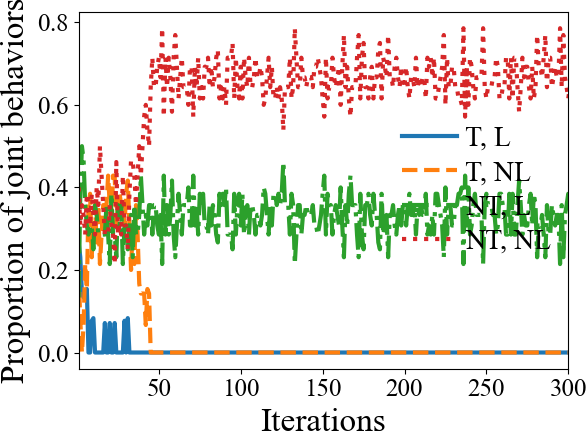 Proportion of joint behaviors
0.8
0.6
0.4
0.2
0.0
T, L
T, NL
NT, L
NT, NL
50
100
150
200
250
300
Iterations